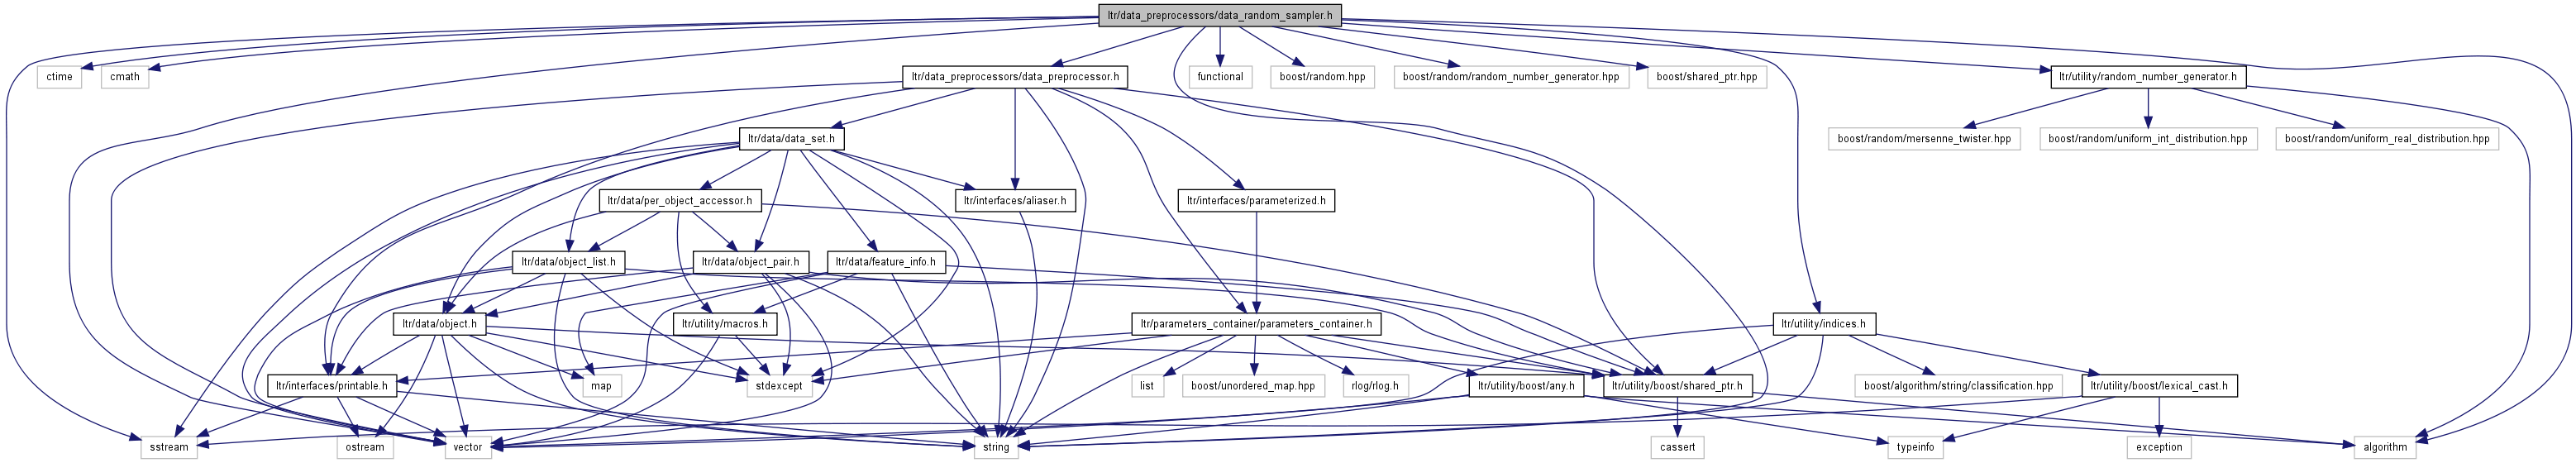 ltr/data_preprocessors/data_random_sampler.h
ctime
cmath
ltr/data_preprocessors/data_preprocessor.h
functional
boost/random.hpp
boost/random/random_number_generator.hpp
boost/shared_ptr.hpp
ltr/utility/random_number_generator.h
ltr/data/data_set.h
boost/random/mersenne_twister.hpp
boost/random/uniform_int_distribution.hpp
boost/random/uniform_real_distribution.hpp
ltr/data/per_object_accessor.h
ltr/interfaces/aliaser.h
ltr/interfaces/parameterized.h
ltr/data/object_list.h
ltr/data/object_pair.h
ltr/data/feature_info.h
ltr/data/object.h
ltr/utility/macros.h
ltr/parameters_container/parameters_container.h
ltr/utility/indices.h
ltr/interfaces/printable.h
map
stdexcept
list
boost/unordered_map.hpp
rlog/rlog.h
ltr/utility/boost/any.h
ltr/utility/boost/shared_ptr.h
boost/algorithm/string/classification.hpp
ltr/utility/boost/lexical_cast.h
sstream
ostream
vector
string
cassert
typeinfo
exception
algorithm